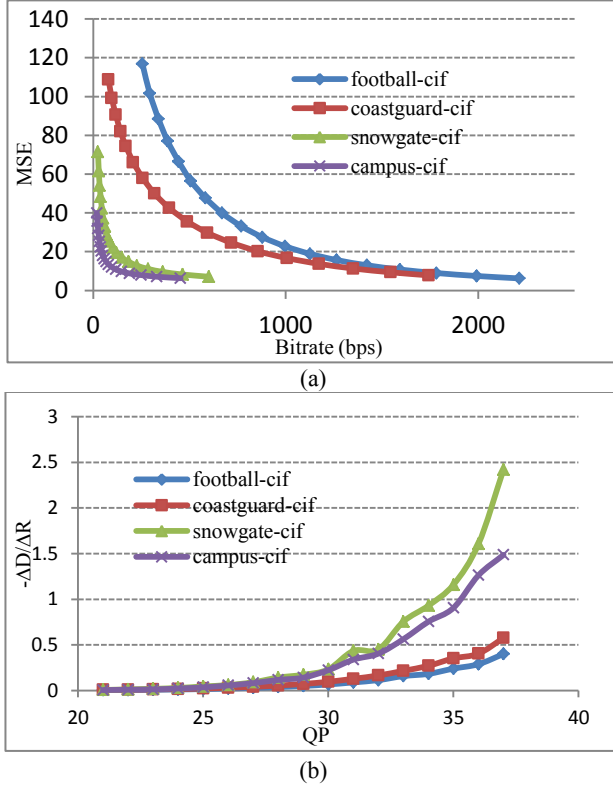 140
120
100
80
60
40
20
0
MSE
football-cif
coastguard-cif
snowgate-cif
campus-cif
0 1000 2000
Bitrate (bps)
(a)
3
2.5
2
1.5
1
0.5
0
-ΔD/ΔR
football-cif
coastguard-cif
snowgate-cif
campus-cif
20 25 30 35 40
QP
(b)